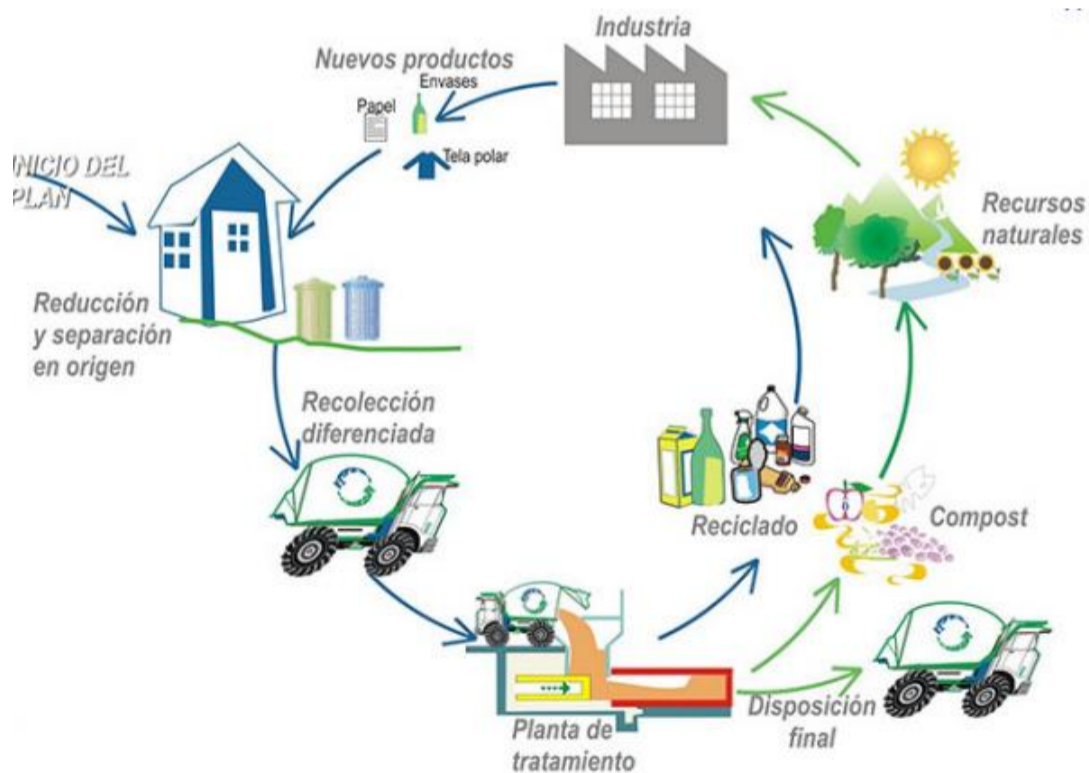 Industria
Nuevos productos
Envases
Papel
Tela polar
INICIO DEL
PLAN
Recursos
naturales
Reducción
y separación
en origen
Recolección
diferenciada
Reciclado
Compost
Disposición
final
Planta de
tratamiento